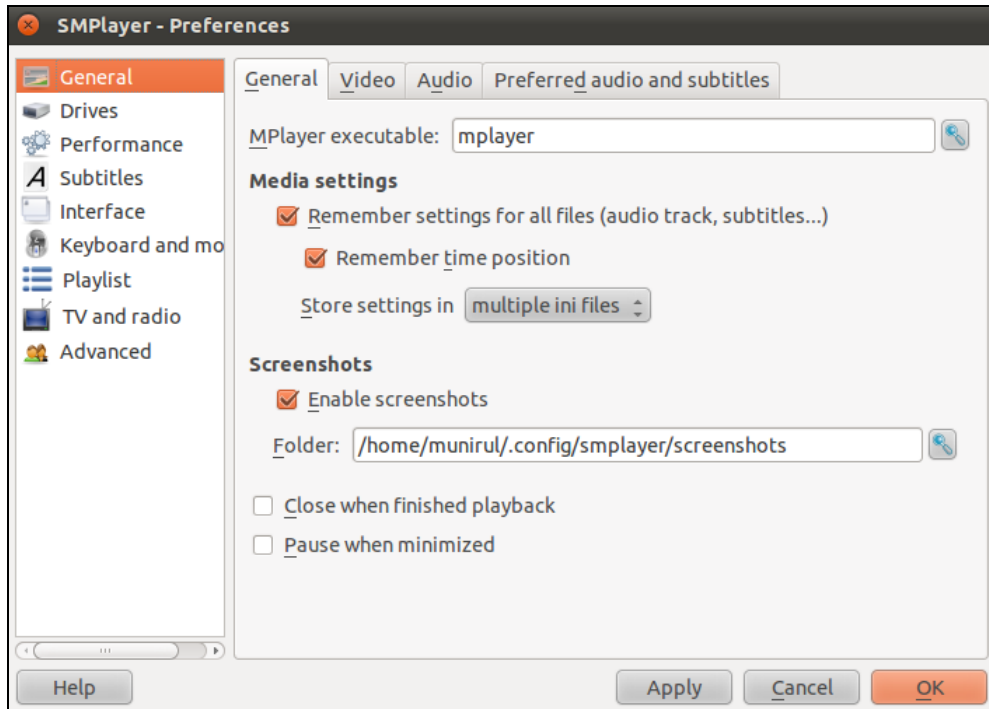 SMPlayer - Preferences
General
Drives
Performance
Subtitles
Interface
Keyboard and mo
Playlist
TV and radio
Advanced
General Video Audio Preferred audio and subtitles
MPlayer executable: mplayer
Media settings
Remember settings for all files (audio track, subtitles...)
Remember time position
Store settings in multiple ini files
Screenshots
Enable screenshots
Folder: /home/munirul/.config/smplayer/screenshots
Close when finished playback
Pause when minimized
Help Apply Cancel OK